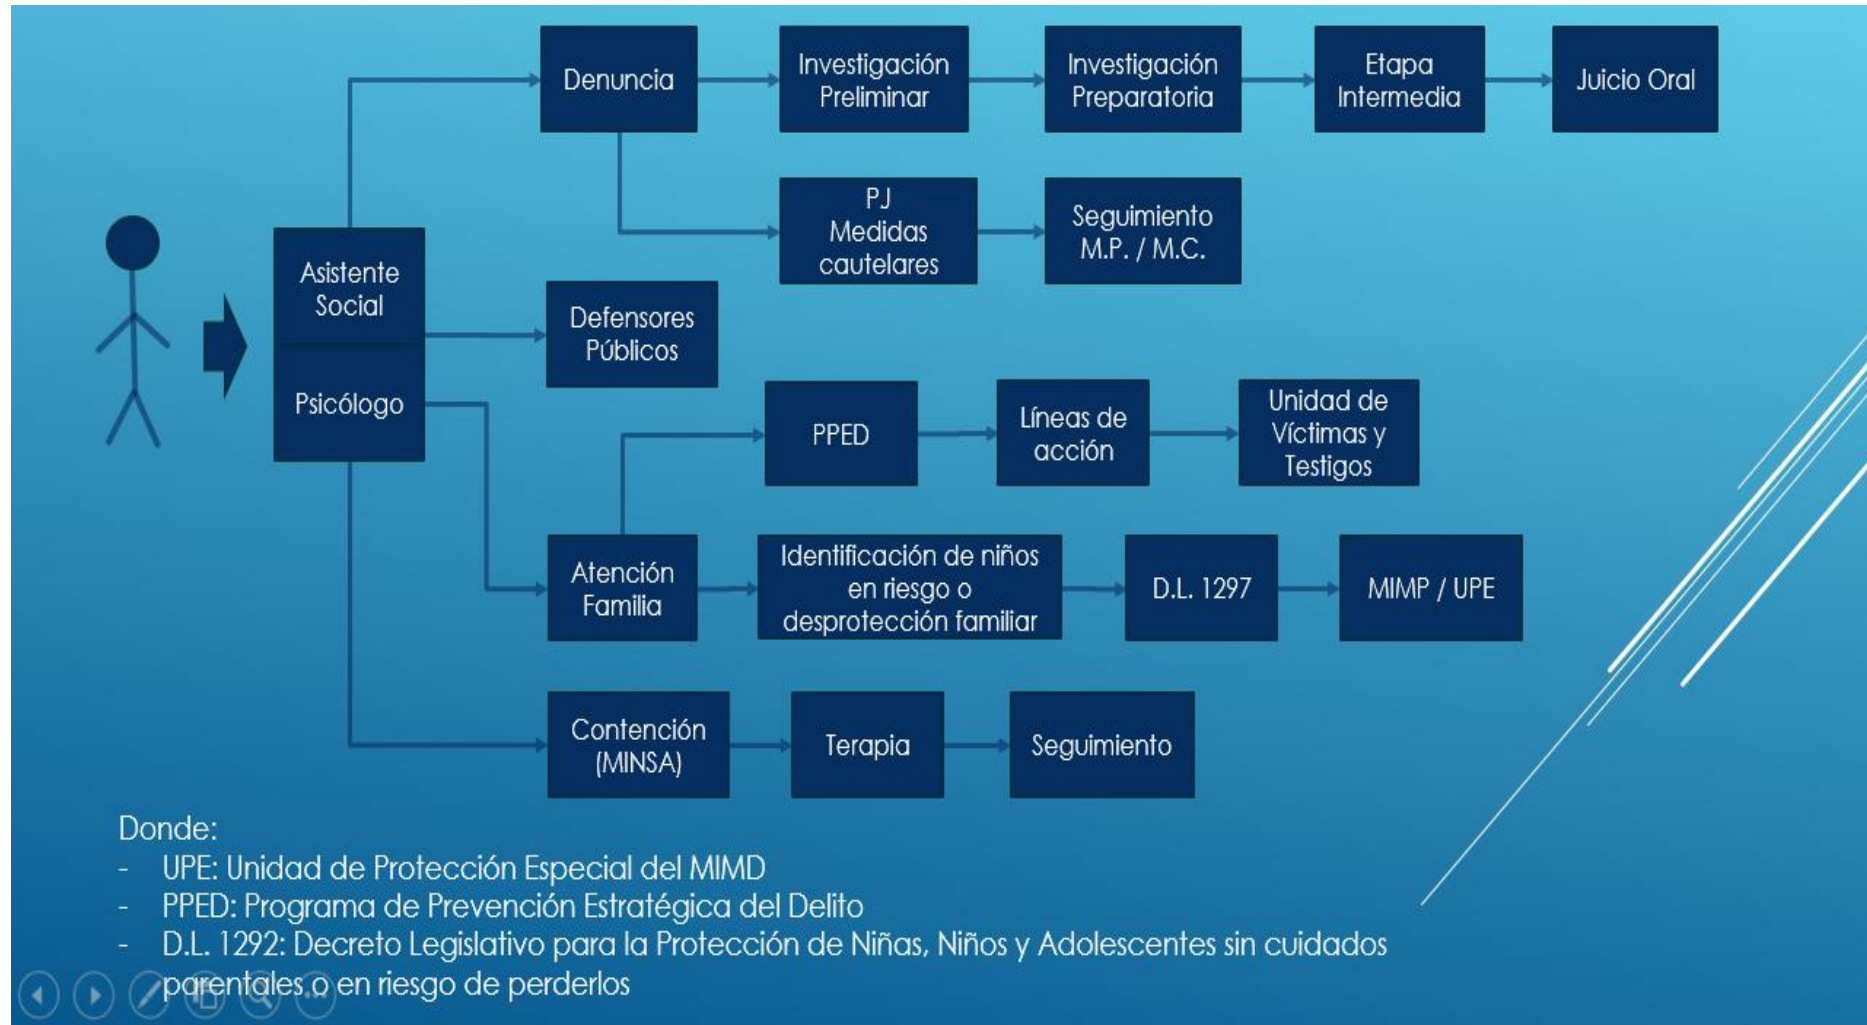 Denuncia
Investigación
Preliminar
Investigación
Preparatoria
Etapa
Intermedia
Juicio Oral
PJ
Medidas
cautelares
Seguimiento
M.P. / M.C.
Asistente
Social
Psicólogo
Defensores
Públicos
PPED
Líneas de
acción
Unidad de
Víctimas y
Testigos
Atención
Familia
Identificación de niños
en riesgo o
desprotección familiar
D.L. 1297
MIMP / UPE
Contención
(MINSA)
Terapia
Seguimiento
Donde:
- UPE: Unidad de Protección Especial del MIMD
- PPED: Programa de Prevención Estratégica del Delito
- D.L. 1292: Decreto Legislativo para la Protección de Niñas, Niños y Adolescentes sin cuidados
parentales o en riesgo de perderlos